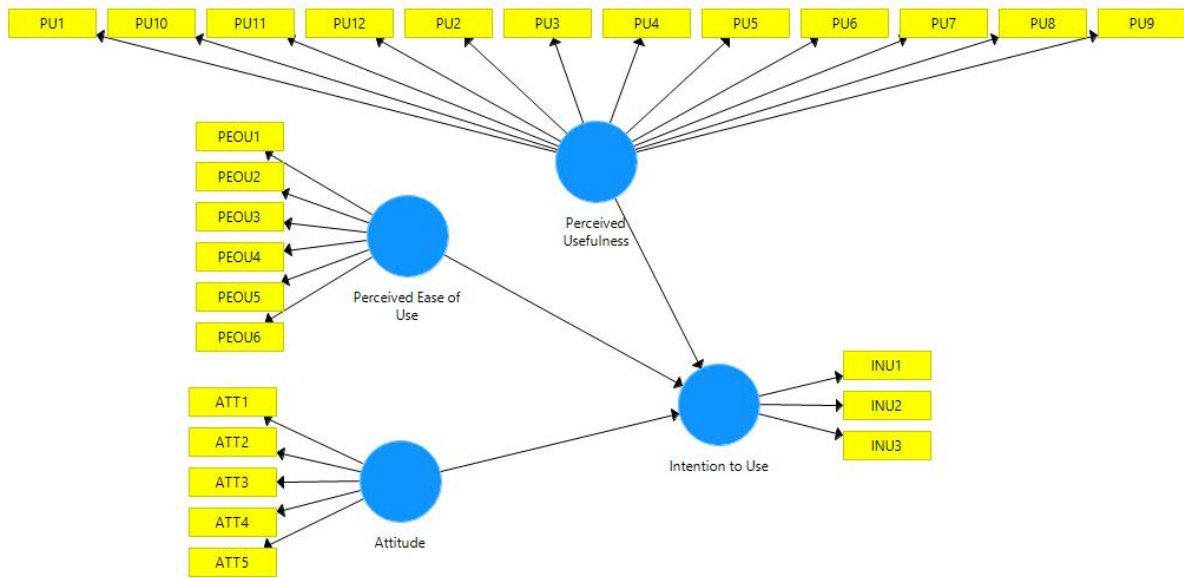 PU1
PU10
PU11
PU12
PU2
PU3
PU4
PU5
PU6
PU7
PU8
PU9
PEOU1
PEOU2
PEOU3
PEOU4
PEOU5
PEOU6
Perceived
Usefulness
Perceived Ease of
Use
ATT1
ATT2
ATT3
ATT4
ATT5
Attitude
Intention to Use
INU1
INU2
INU3